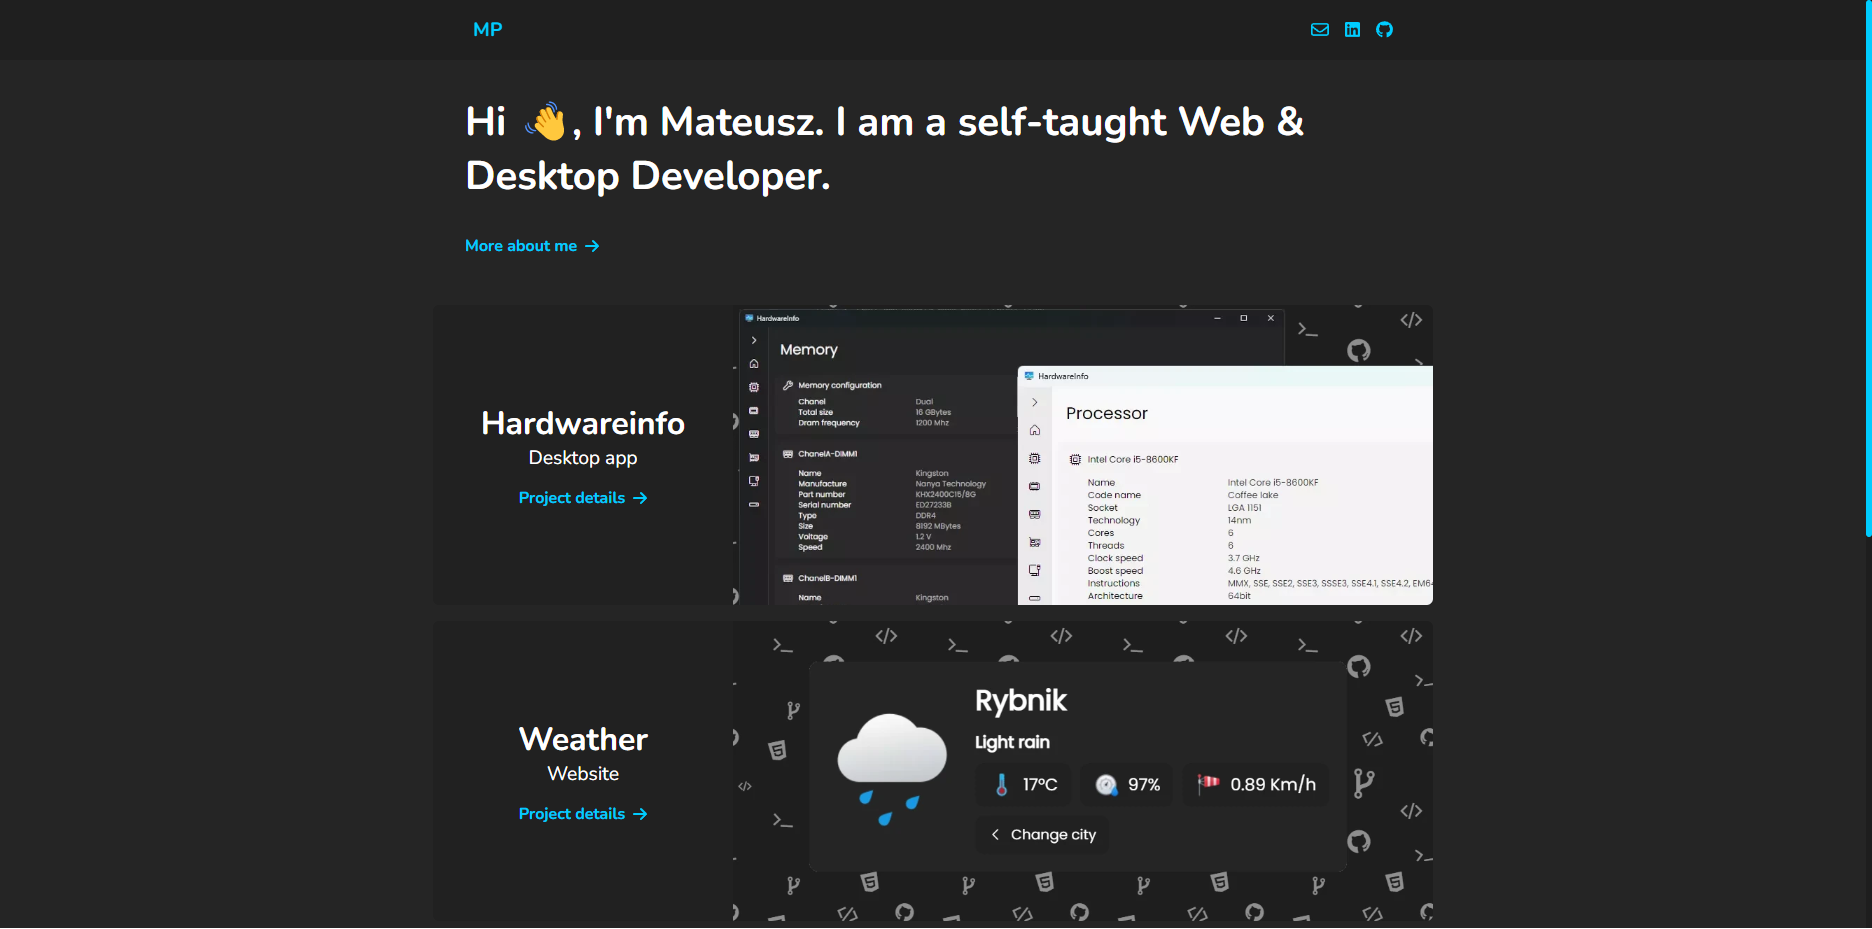 MP
Hi 👋, I'm Mateusz. I am a self-taught Web &
Desktop Developer.
More about me →
Hardwareinfo
Desktop app
Project details →
HardwareInfo
Memory
Memory configuration
Chanel Dual
Total size 16 GBytes
Dram frequency 1200 Mhz
ChanelA-DIMM1
Name Kingston
Manufacture Nanya Technology
Part number KHX2400C15/8G
Serial number ED27233B
Type DDR4
Size 8192 MBytes
Voltage 1.2 V
Speed 2400 Mhz
ChanelB-DIMM1
Name Kingston
HardwareInfo
Processor
Intel Core i5-8600KF
Name Intel Core i5-8600KF
Code name Coffee lake
Socket LGA 1151
Technology 14nm
Cores 6
Threads 6
Clock speed 3.7 GHz
Boost speed 4.6 GHz
Instructions MMX, SSE, SSE2, SSE3, SSSE3, SSE4.1, SSE4.2, EM64
Architecture 64bit
Weather
Website
Project details →
Rybnik
Light rain
17°C 97% 0.89 Km/h
Change city